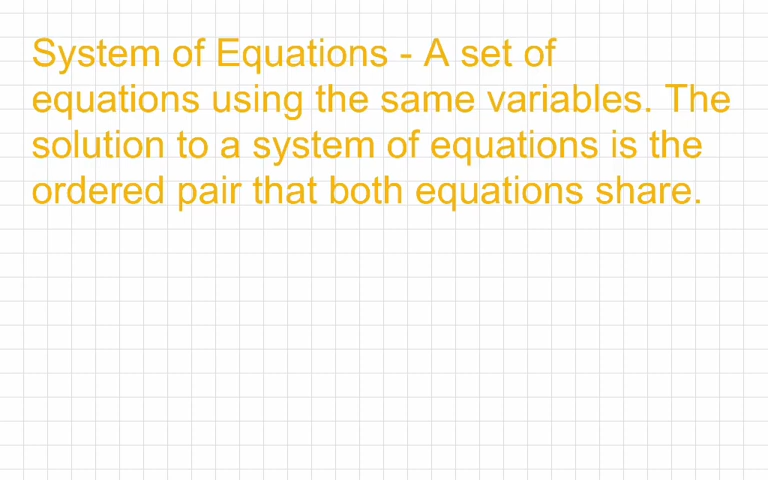 System of Equations - A set of
equations using the same variables. The
solution to a system of equations is the
ordered pair that both equations share.